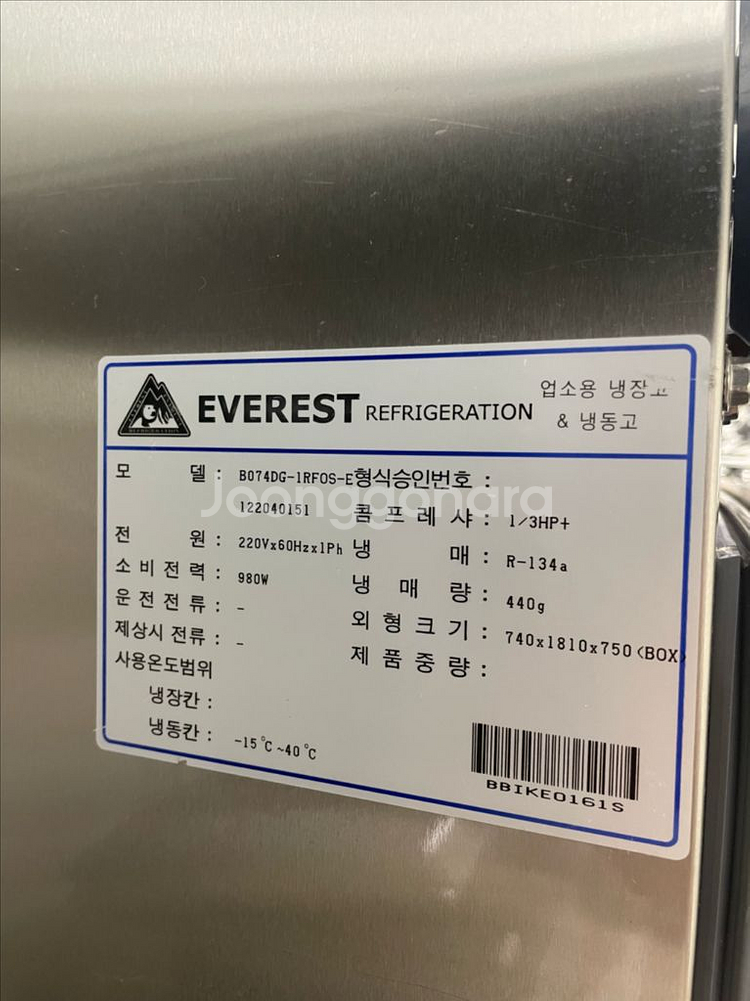 EVEREST REFRIGERATION 업소용 냉장고
& 냉동고
모 델 : B074DG-1RFOS-E 형식승인번호 :
122040151 콤프레샤 : 1/3HP+
전 원 : 220Vx60Hzx1Ph 냉 매 : R-134a
소비전력 : 980W 냉 매 량 : 440g
운전전류 : - 외형크기 : 740x1810x750<BOX>
제상시 전류 : - 제품중량 :
사용온도범위
냉장칸 :
냉동칸 : -15℃~40℃
BBIKE0161S
Joonggonara